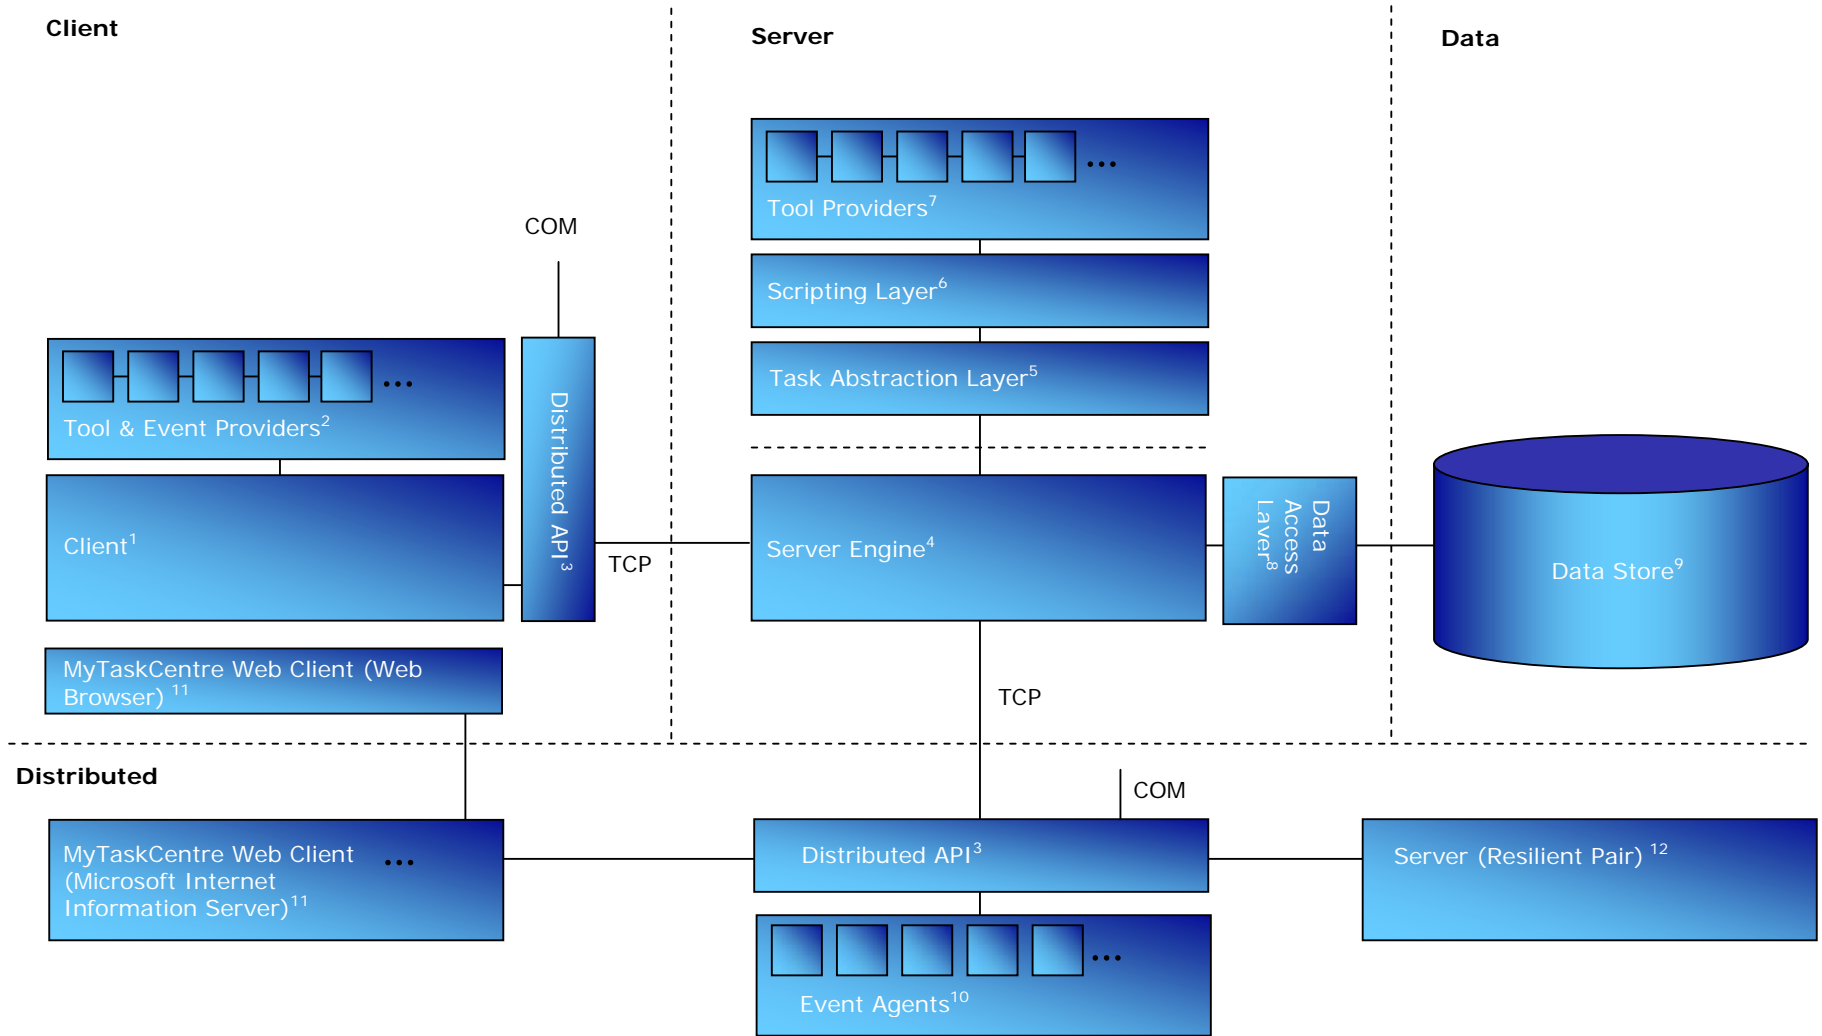 Client
Server
Data
COM
Tool Providers7
Scripting Layer6
Task Abstraction Layer5
Tool & Event Providers2
Distributed API3
Client1
TCP
Server Engine4
Data
Access
Layer8
Data Store9
MyTaskCentre Web Client (Web
Browser) 11
TCP
Distributed
COM
MyTaskCentre Web Client ...
(Microsoft Internet
Information Server)11
Distributed API3
Server (Resilient Pair) 12
Event Agents10